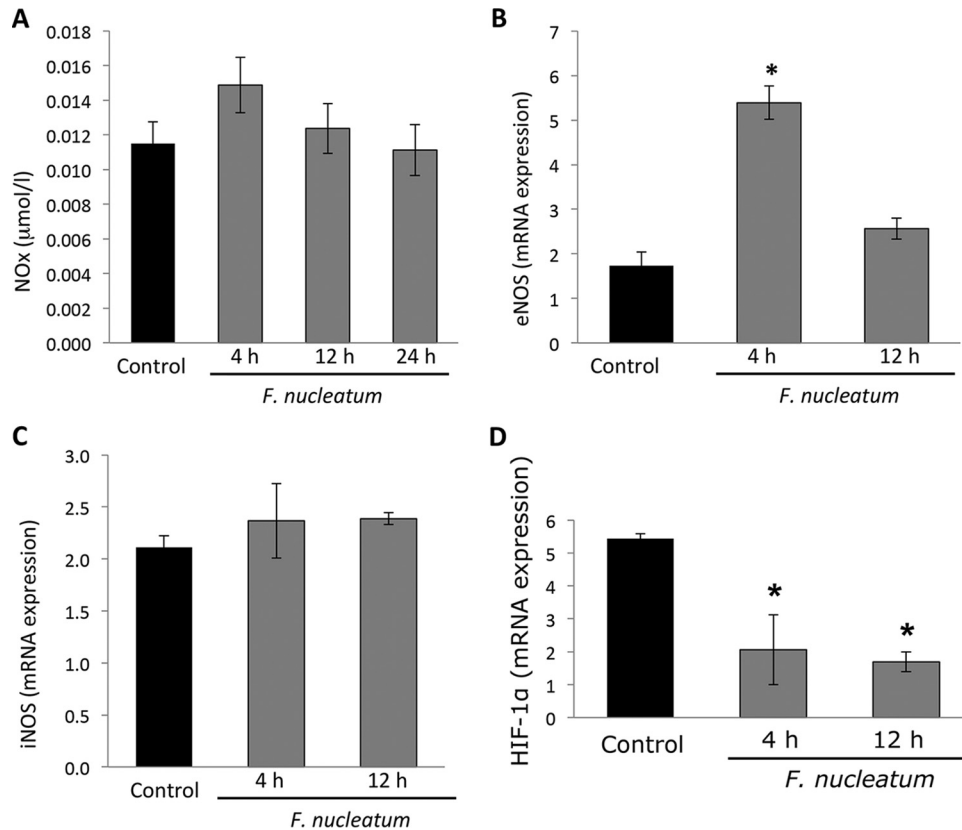 A
NOx (μmol/l)
0.018
0.016
0.014
0.012
0.010
0.008
0.006
0.004
0.002
0.000
Control
4 h
12 h
24 h
F. nucleatum
B
eNOS (mRNA expression)
7
6
5
4
3
2
1
0
*
Control
4 h
12 h
F. nucleatum
C
iNOS (mRNA expression)
3.0
2.5
2.0
1.5
1.0
0.5
0.0
Control
4 h
12 h
F. nucleatum
D
HIF-1α (mRNA expression)
6
5
4
3
2
1
0
*
*
Control
4 h
12 h
F. nucleatum